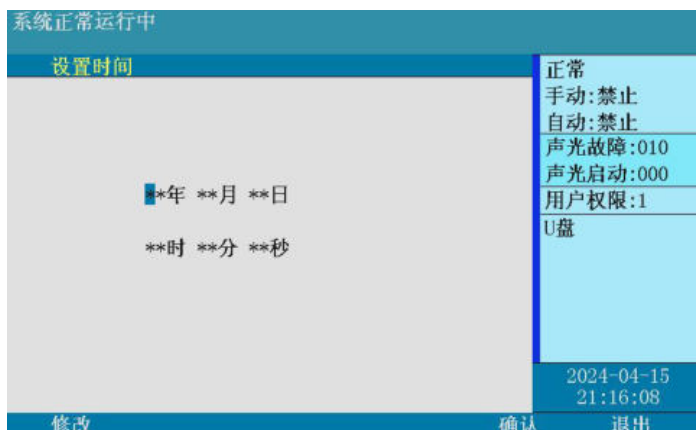 系统正常运行中
设置时间
**年 **月 **日
**时 **分 **秒
正常
手动:禁止
自动:禁止
声光故障:010
声光启动:000
用户权限:1
U盘
2024-04-15
21:16:08
修改 确认 退出